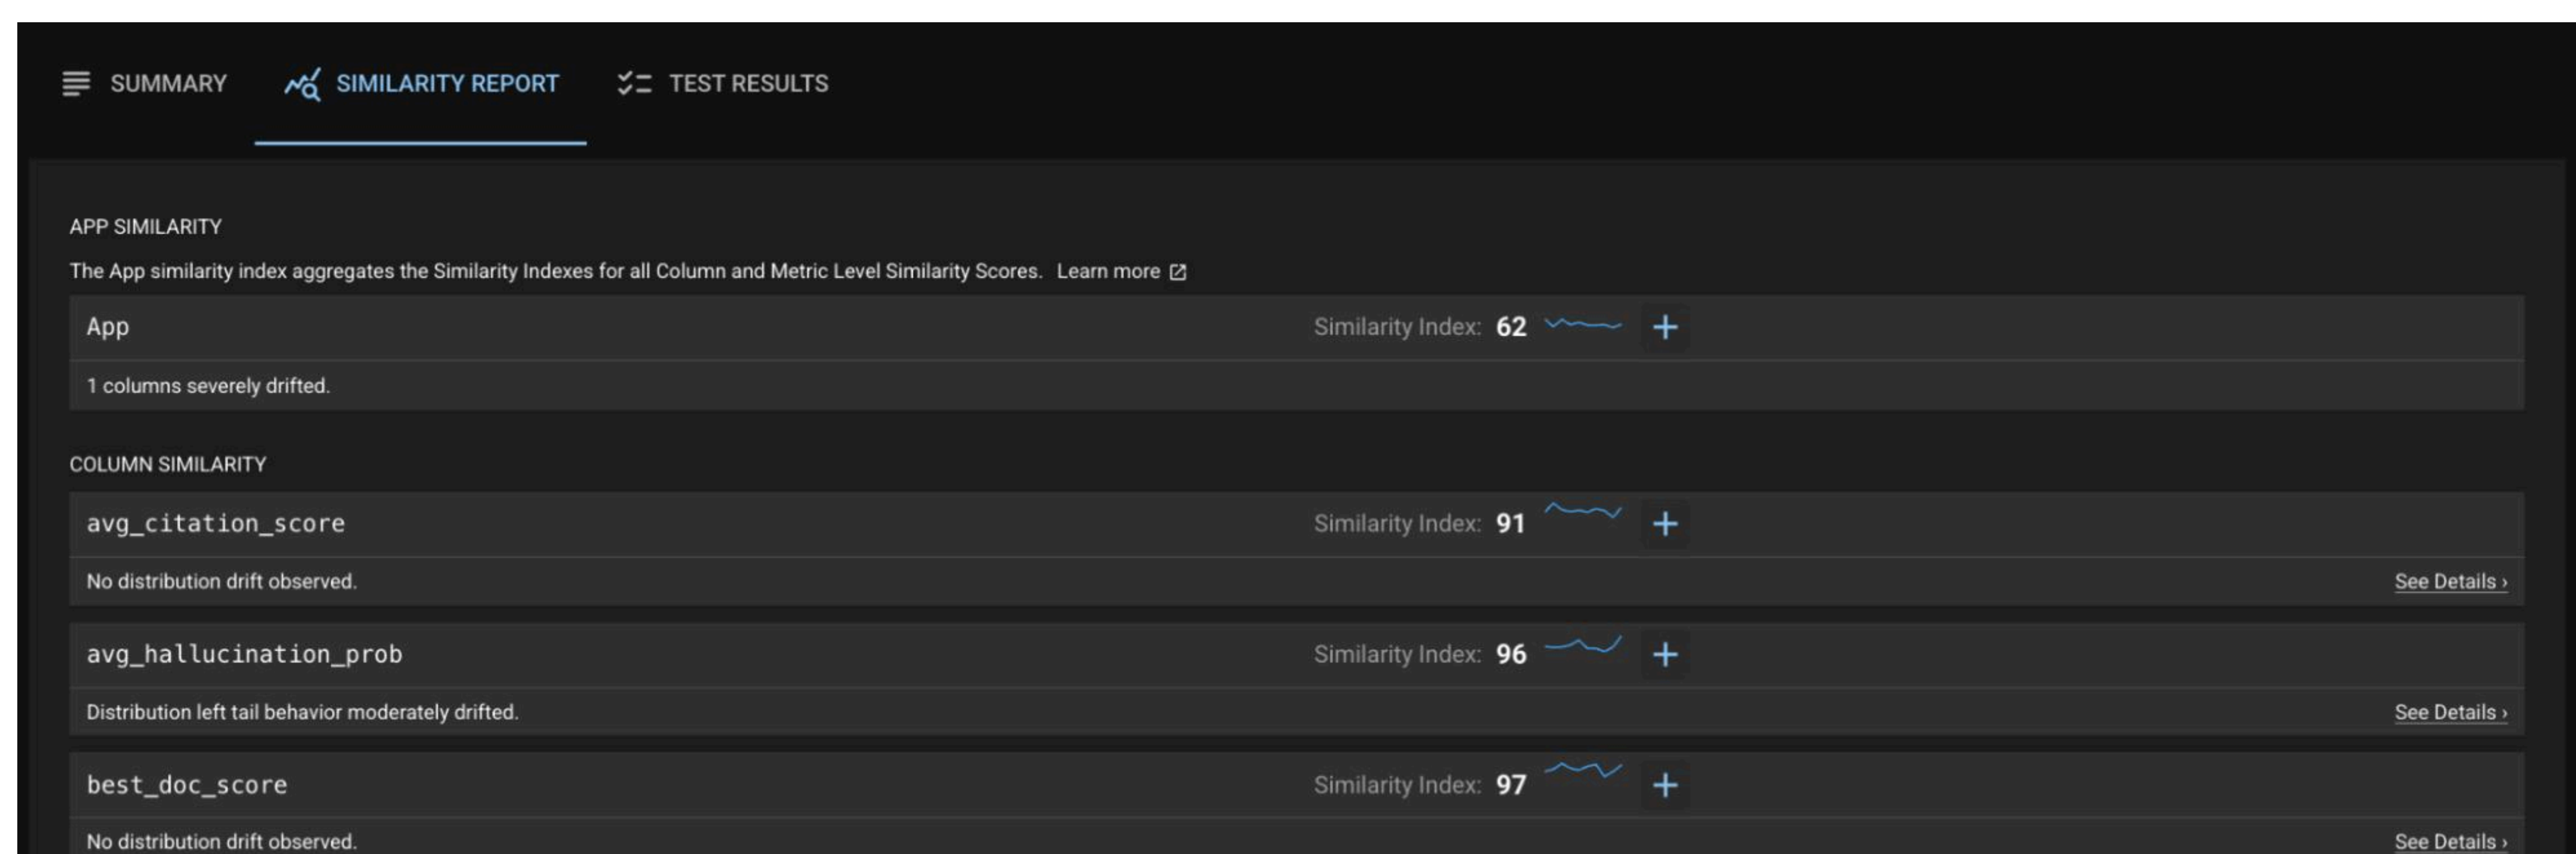 SUMMARY SIMILARITY REPORT TEST RESULTS
APP SIMILARITY
The App similarity index aggregates the Similarity Indexes for all Column and Metric Level Similarity Scores. Learn more
App Similarity Index: 62
1 columns severely drifted.
COLUMN SIMILARITY
avg_citation_score Similarity Index: 91
No distribution drift observed. See Details ›
avg_hallucination_prob Similarity Index: 96
Distribution left tail behavior moderately drifted. See Details ›
best_doc_score Similarity Index: 97
No distribution drift observed. See Details ›